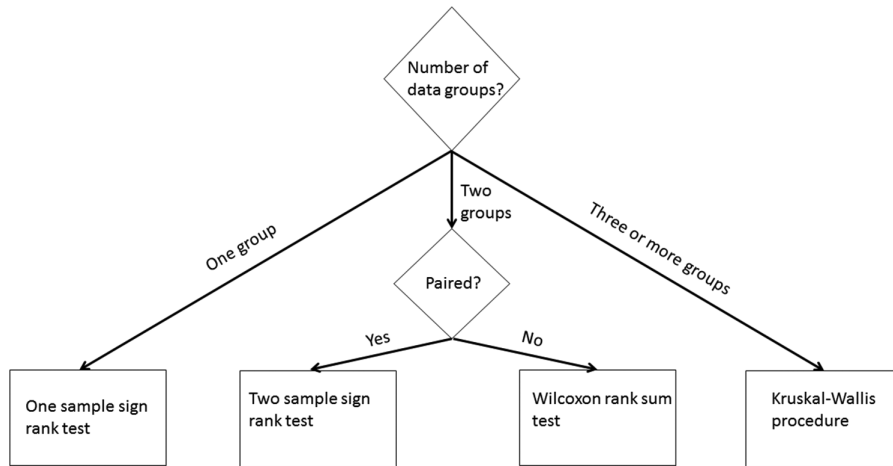 Number of
data groups?
One group
Two
groups
Three or more groups
Paired?
Yes
No
One sample sign
rank test
Two sample sign
rank test
Wilcoxon rank sum
test
Kruskal-Wallis
procedure